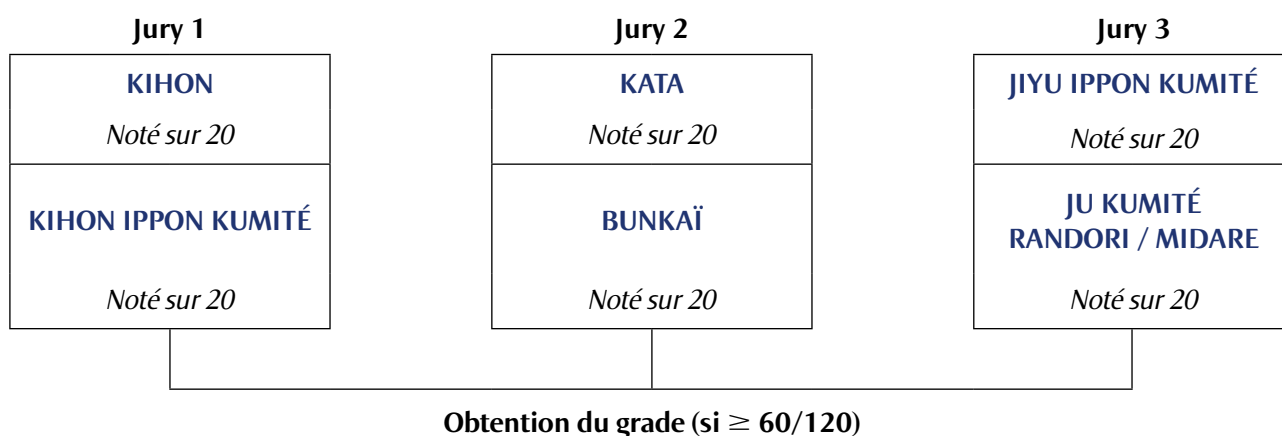 Jury 1
KIHON
Noté sur 20
KIHON IPPON KUMITÉ
Noté sur 20
Jury 2
KATA
Noté sur 20
BUNKAÏ
Noté sur 20
Jury 3
JIYU IPPON KUMITÉ
Noté sur 20
JU KUMITÉ
RANDORI / MIDARE
Noté sur 20
Obtention du grade (si ≥ 60/120)